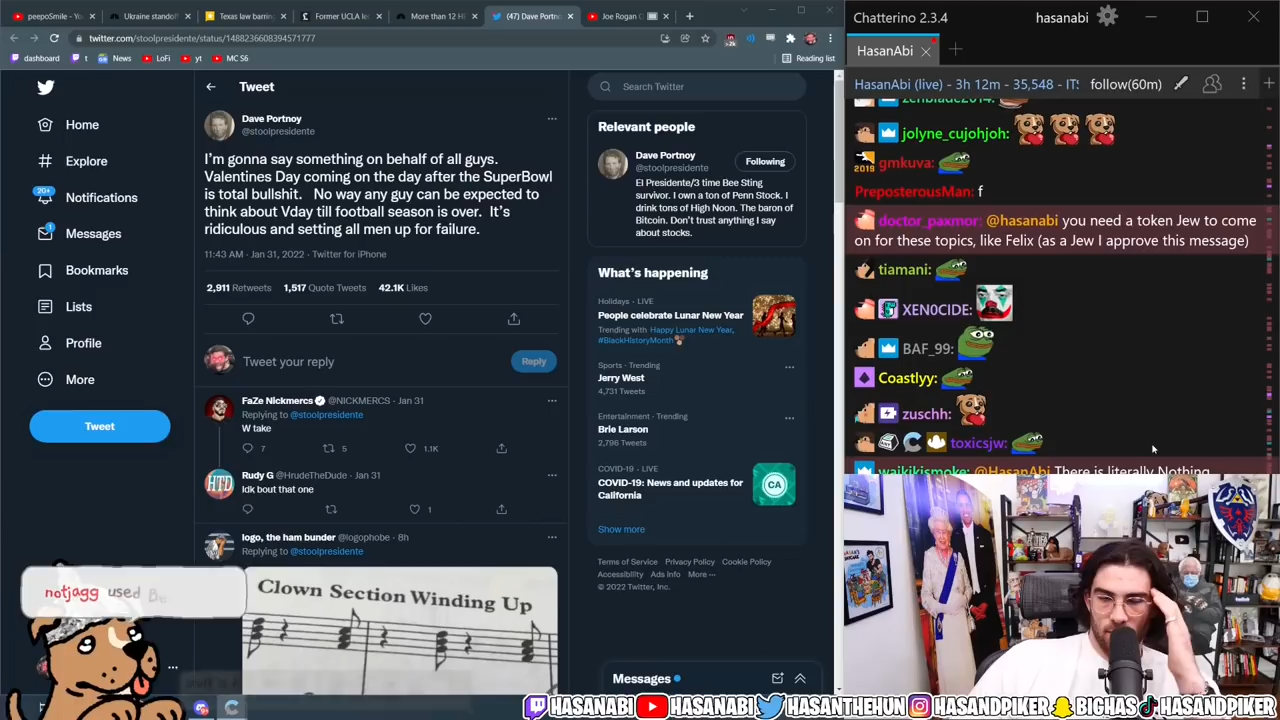 peepoSmile - Yo
Ukraine standoff
Texas law barring
Former UCLA lec
More than 12 H
(47) Dave Portno
Joe Rogan C
twitter.com/stoolpresidente/status/1488236608394571777
dashboard
t
News
LoFi
yt
MC S6
Reading list
Home
Explore
20+
Notifications
1
Messages
Bookmarks
Lists
Profile
More
Tweet
Tweet
Dave Portnoy
@stoolpresidente
I'm gonna say something on behalf of all guys.
Valentines Day coming on the day after the SuperBowl
is total bullshit. No way any guy can be expected to
think about Vday till football season is over. It's
ridiculous and setting all men up for failure.
11:43 AM · Jan 31, 2022 · Twitter for iPhone
2,911 Retweets 1,517 Quote Tweets 42.1K Likes
Tweet your reply
Reply
FaZe Nickmercs @NICKMERCS · Jan 31
Replying to @stoolpresidente
W take
7 5 1.1K
Rudy G @HrudeTheDude · Jan 31
Idk bout that one
1
logo, the ham bunder @logophobe · 8h
Replying to @stoolpresidente
Clown Section Winding Up
Search Twitter
Relevant people
Dave Portnoy
@stoolpresidente
Following
El Presidente/3 time Bee Sting
survivor. I own a ton of Penn Stock. I
drink tons of High Noon. The baron of
Bitcoin. Don't trust anything I say
about stocks.
What's happening
Holidays · LIVE
People celebrate Lunar New Year
Trending with Happy Lunar New Year,
#BlackHistoryMonth
Sports · Trending
Jerry West
4,731 Tweets
Entertainment · Trending
Brie Larson
2,796 Tweets
COVID-19 · LIVE
COVID-19: News and updates for
California
CA
Show more
Terms of Service Privacy Policy Cookie Policy
Accessibility Ads Info More ···
© 2022 Twitter, Inc.
Messages
notjagg used Be
Chatterino 2.3.4
hasanabi
HasanAbi
HasanAbi (live) - 3h 12m - 35,548 - IT'S
follow(60m)
zenblade2014:
jolyne_cujohjoh:
2019 gmkuva:
PreposterousMan: f
doctor_paxmor: @hasanabi you need a token Jew to come
on for these topics, like Felix (as a Jew I approve this message)
tiamani:
XEN0CIDE:
BAF_99:
Coastlyy:
zuschh:
toxicsjw:
waikikismoke: @HasanAbi There is literally Nothing
HASANABI HASANABI HASANTHEHUN HASANDPIKER BIGHAS HASANDPIKER